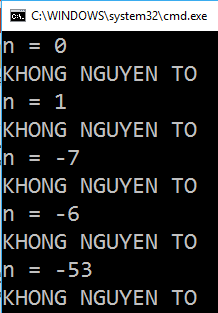 C:\WINDOWS\system32\cmd.exe
n = 0
KHONG NGUYEN TO
n = 1
KHONG NGUYEN TO
n = -7
KHONG NGUYEN TO
n = -6
KHONG NGUYEN TO
n = -53
KHONG NGUYEN TO